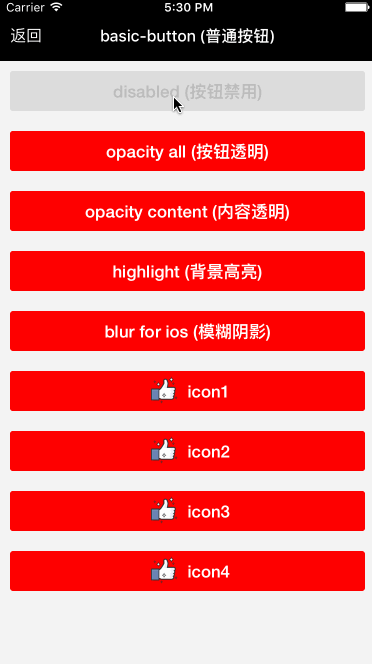 Carrier 5:30 PM
返回 basic-button (普通按钮)
disabled (按钮禁用)
opacity all (按钮透明)
opacity content (内容透明)
highlight (背景高亮)
blur for ios (模糊阴影)
icon1
icon2
icon3
icon4